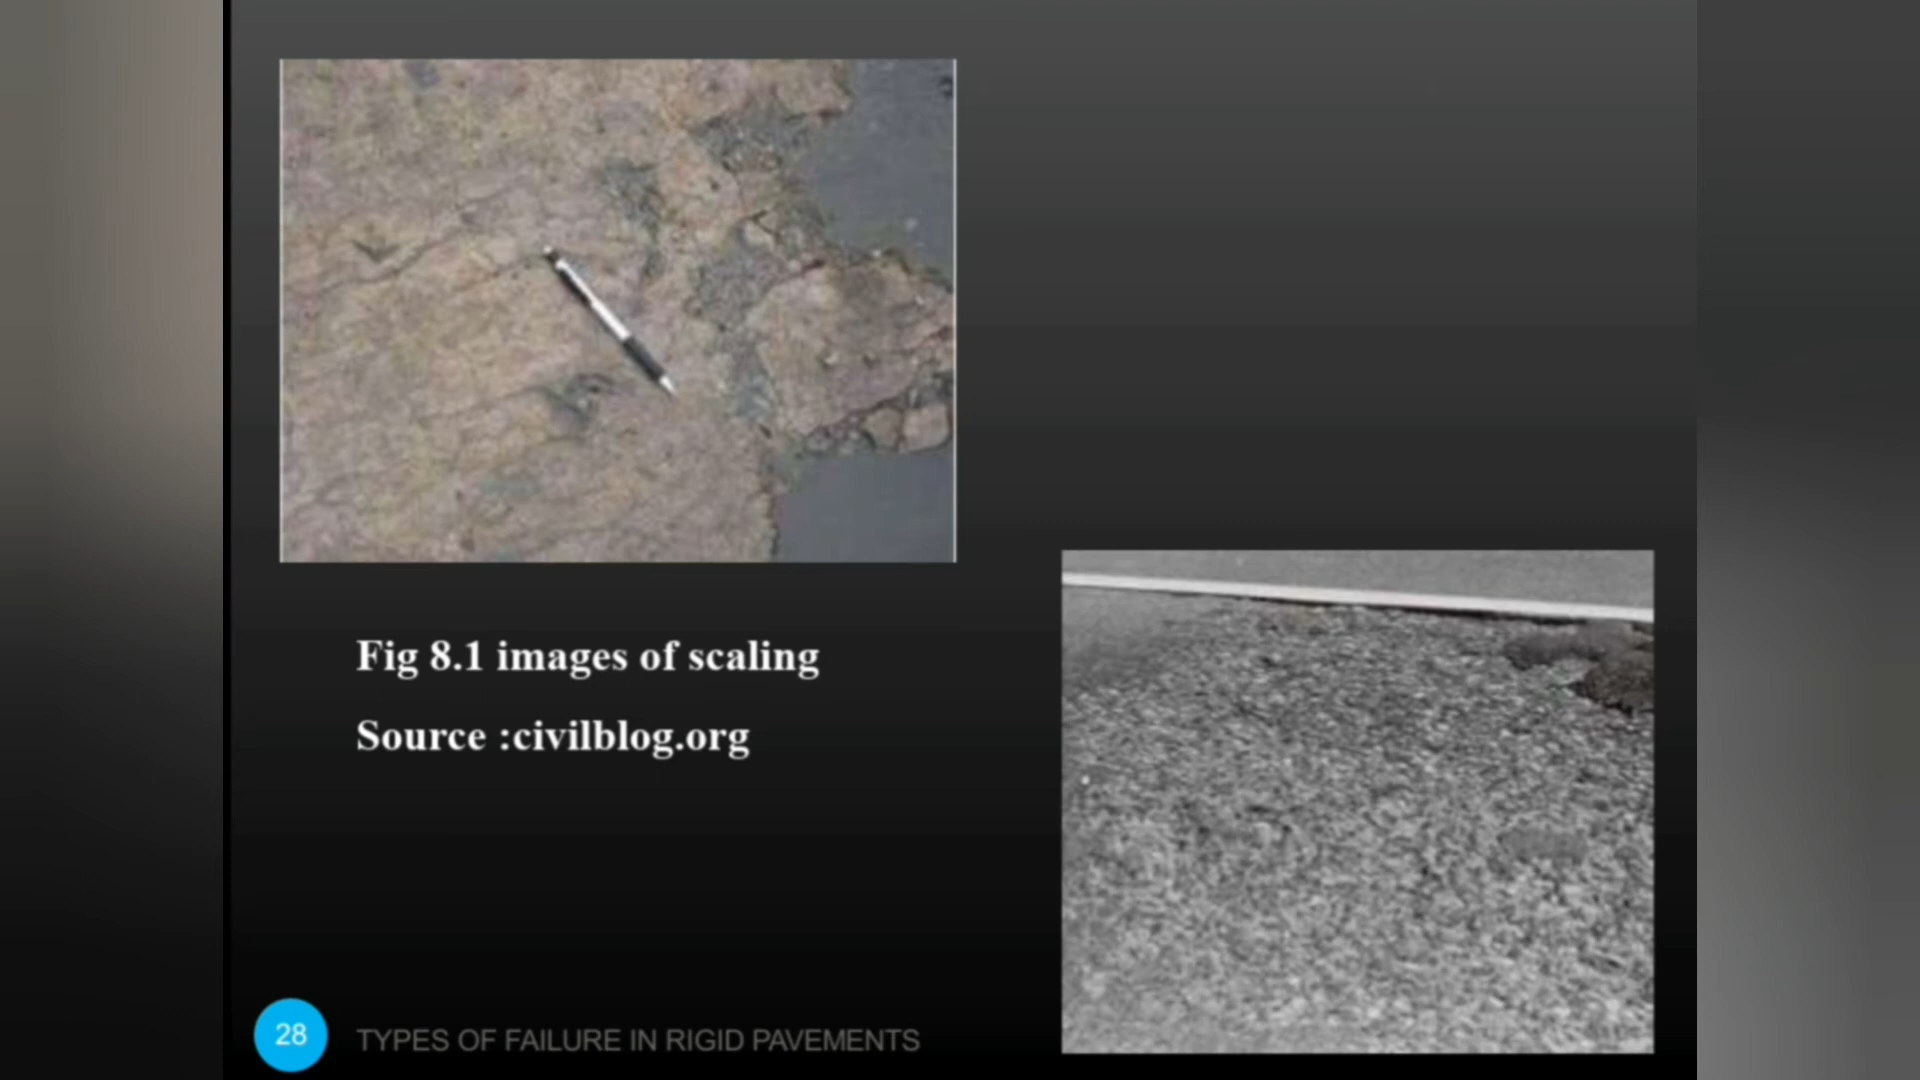 Fig 8.1 images of scaling
Source :civilblog.org
28
TYPES OF FAILURE IN RIGID PAVEMENTS